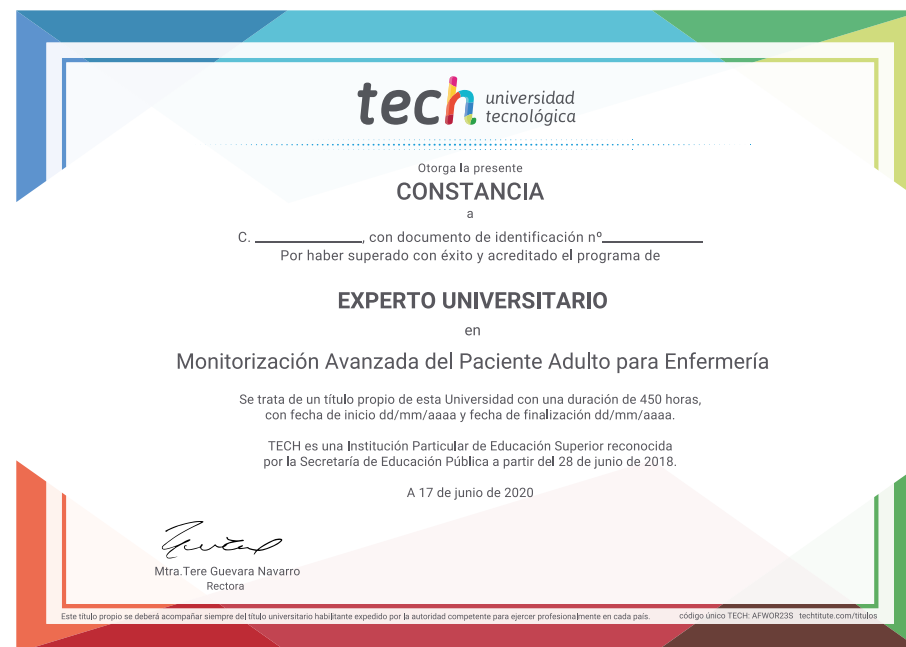 tech universidad
tecnológica
Otorga la presente
CONSTANCIA
a
C. ______________, con documento de identificación nº_____________
Por haber superado con éxito y acreditado el programa de
EXPERTO UNIVERSITARIO
en
Monitorización Avanzada del Paciente Adulto para Enfermería
Se trata de un título propio de esta Universidad con una duración de 450 horas,
con fecha de inicio dd/mm/aaaa y fecha de finalización dd/mm/aaaa.
TECH es una Institución Particular de Educación Superior reconocida
por la Secretaría de Educación Pública a partir del 28 de junio de 2018.
A 17 de junio de 2020
Mtra.Tere Guevara Navarro
Rectora
Este título propio se deberá acompañar siempre del título universitario habilitante expedido por la autoridad competente para ejercer profesionalmente en cada país. código único TECH: AFWOR23S techtitute.com/titulos